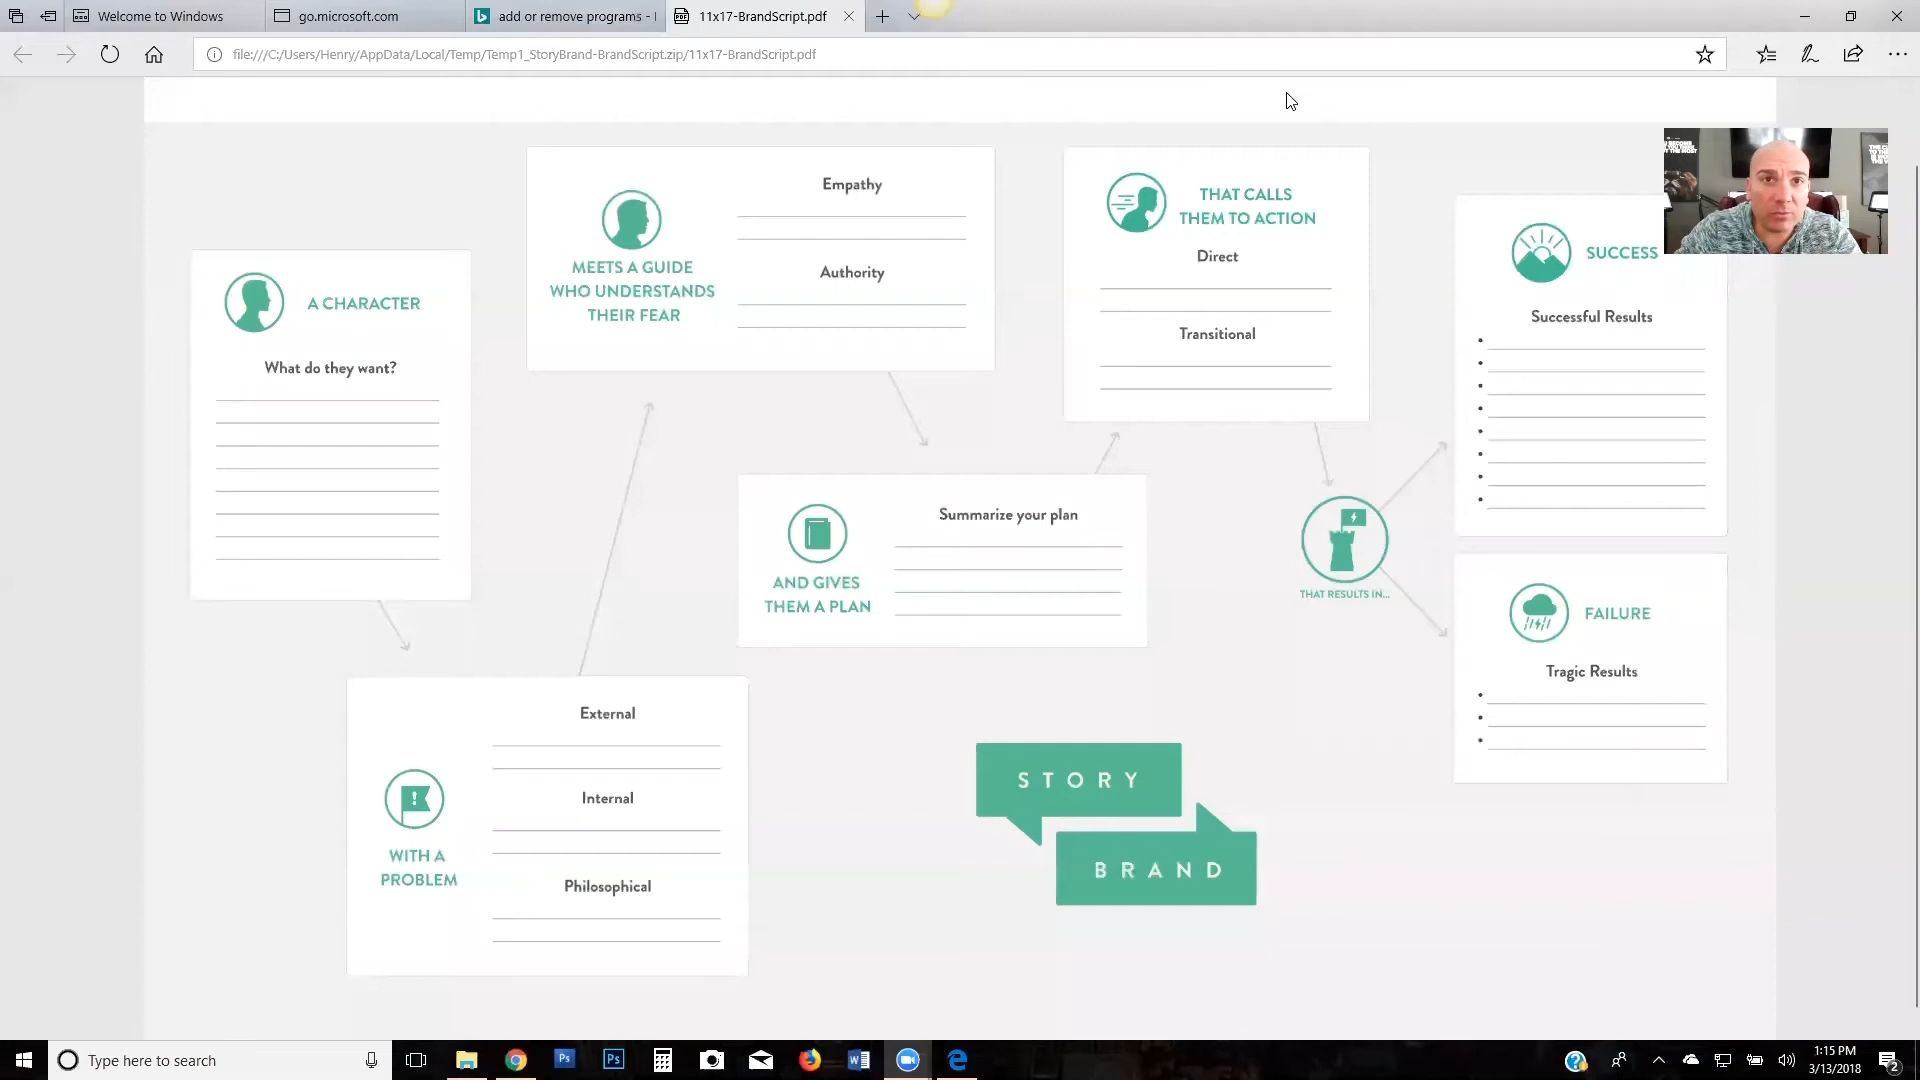 Welcome to Windows
go.microsoft.com
add or remove programs -
11x17-BrandScript.pdf
file:///C:/Users/Henry/AppData/Local/Temp/Temp1_StoryBrand-BrandScript.zip/11x17-BrandScript.pdf
A CHARACTER
What do they want?
WITH A
PROBLEM
External
Internal
Philosophical
MEETS A GUIDE
WHO UNDERSTANDS
THEIR FEAR
Empathy
Authority
AND GIVES
THEM A PLAN
Summarize your plan
THAT CALLS
THEM TO ACTION
Direct
Transitional
THAT RESULTS IN...
SUCCESS
Successful Results
FAILURE
Tragic Results
STORY
BRAND
Type here to search
1:15 PM
3/13/2018
2